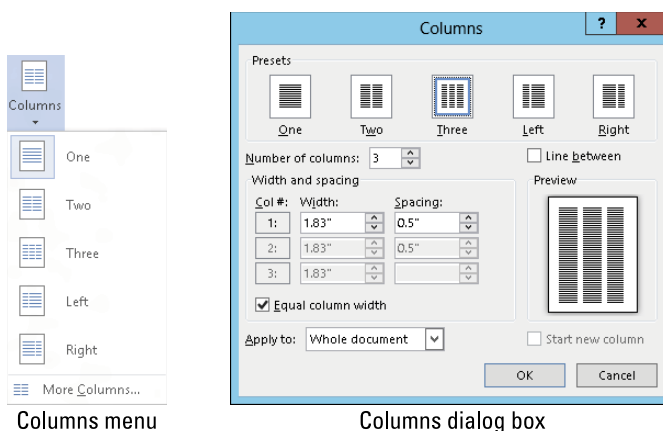 Columns
One
Two
Three
Left
Right
More Columns...
Columns menu
Columns ? x
Presets
One Two Three Left Right
Number of columns: 3 Line between
Width and spacing Preview
Col #: Width: Spacing:
1: 1.83" 0.5"
2: 1.83" 0.5"
3: 1.83"
Equal column width
Apply to: Whole document Start new column
OK Cancel
Columns dialog box